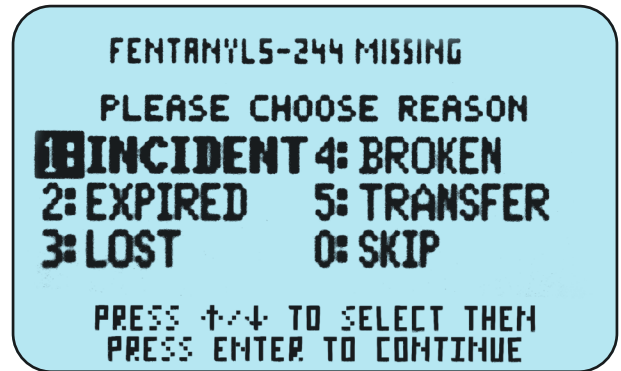 FENTANYLS-244 MISSING
PLEASE CHOOSE REASON
1:INCIDENT 4: BROKEN
2: EXPIRED 5: TRANSFER
3: LOST 0: SKIP
PRESS ↑/↓ TO SELECT THEN
PRESS ENTER TO CONTINUE